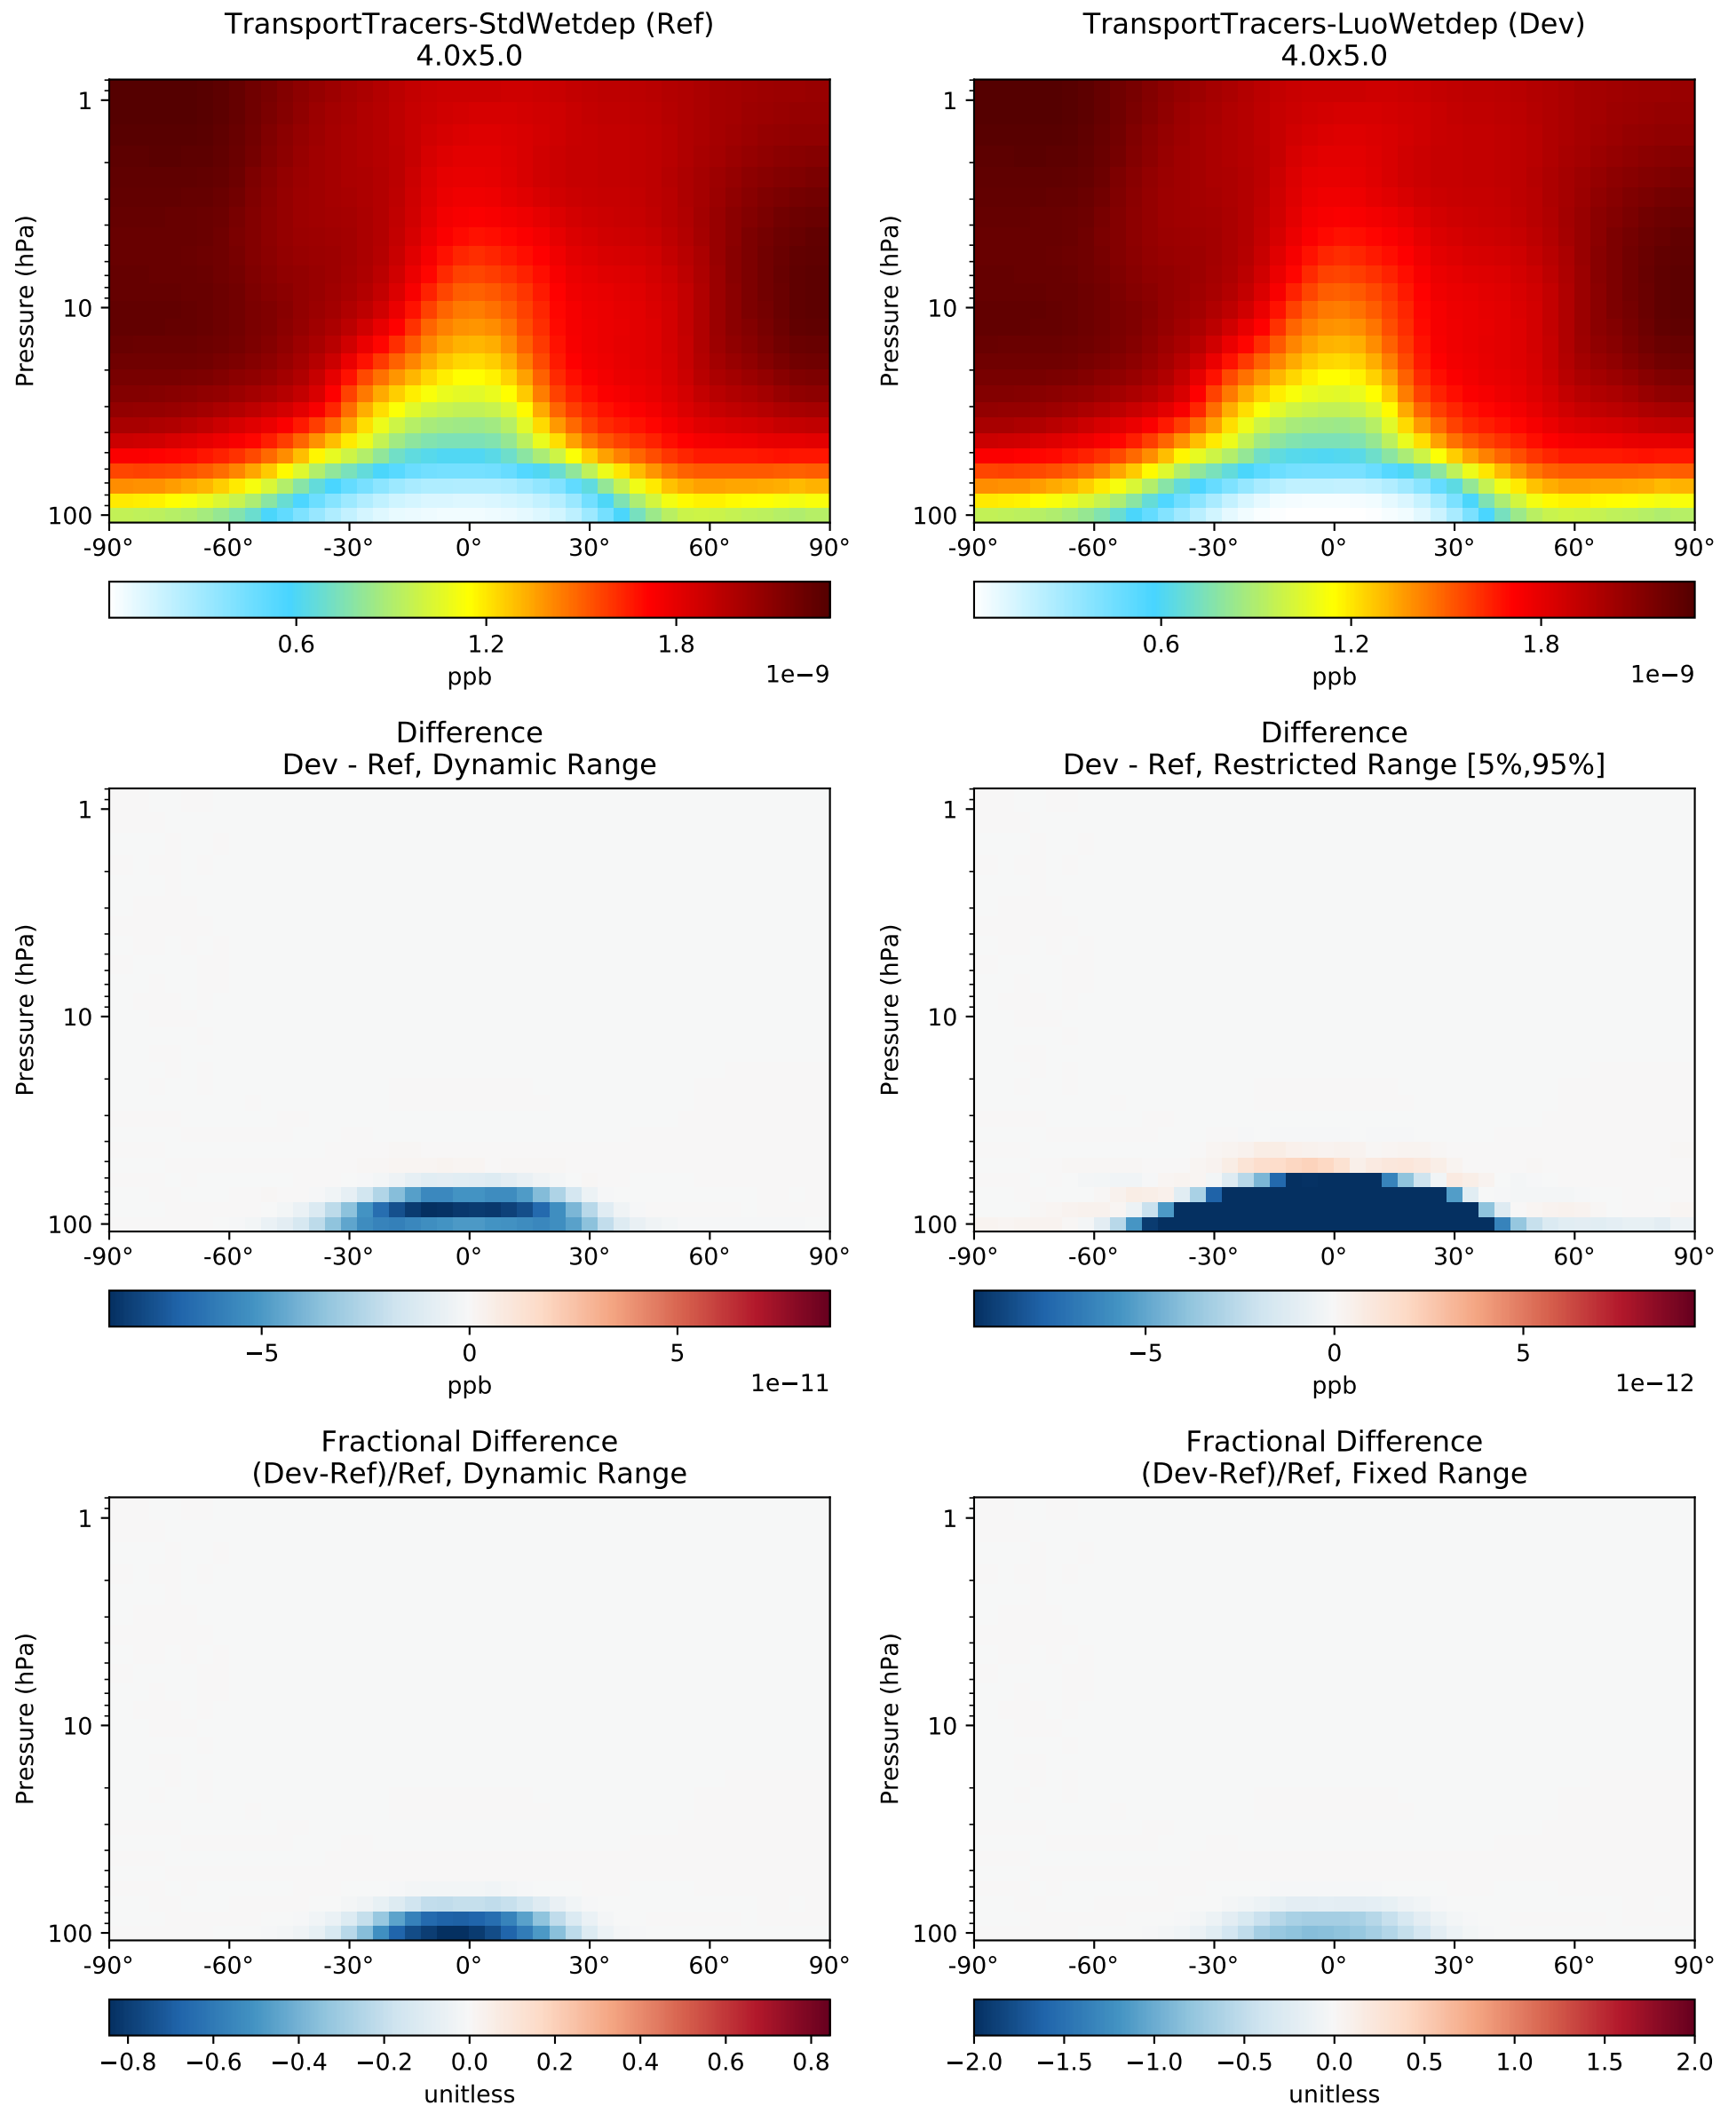 TransportTracers-StdWetdep (Ref)
4.0x5.0
TransportTracers-LuoWetdep (Dev)
4.0x5.0
Pressure (hPa)
1
10
100
-90° -60° -30° 0° 30° 60° 90°
0.6 1.2 1.8
ppb
1e−9
Pressure (hPa)
1
10
100
-90° -60° -30° 0° 30° 60° 90°
0.6 1.2 1.8
ppb
1e−9
Difference
Dev - Ref, Dynamic Range
Pressure (hPa)
1
10
100
-90° -60° -30° 0° 30° 60° 90°
−5 0 5
ppb
1e−11
Difference
Dev - Ref, Restricted Range [5%,95%]
Pressure (hPa)
1
10
100
-90° -60° -30° 0° 30° 60° 90°
−5 0 5
ppb
1e−12
Fractional Difference
(Dev-Ref)/Ref, Dynamic Range
Pressure (hPa)
1
10
100
-90° -60° -30° 0° 30° 60° 90°
−0.8 −0.6 −0.4 −0.2 0.0 0.2 0.4 0.6 0.8
unitless
Fractional Difference
(Dev-Ref)/Ref, Fixed Range
Pressure (hPa)
1
10
100
-90° -60° -30° 0° 30° 60° 90°
−2.0 −1.5 −1.0 −0.5 0.0 0.5 1.0 1.5 2.0
unitless